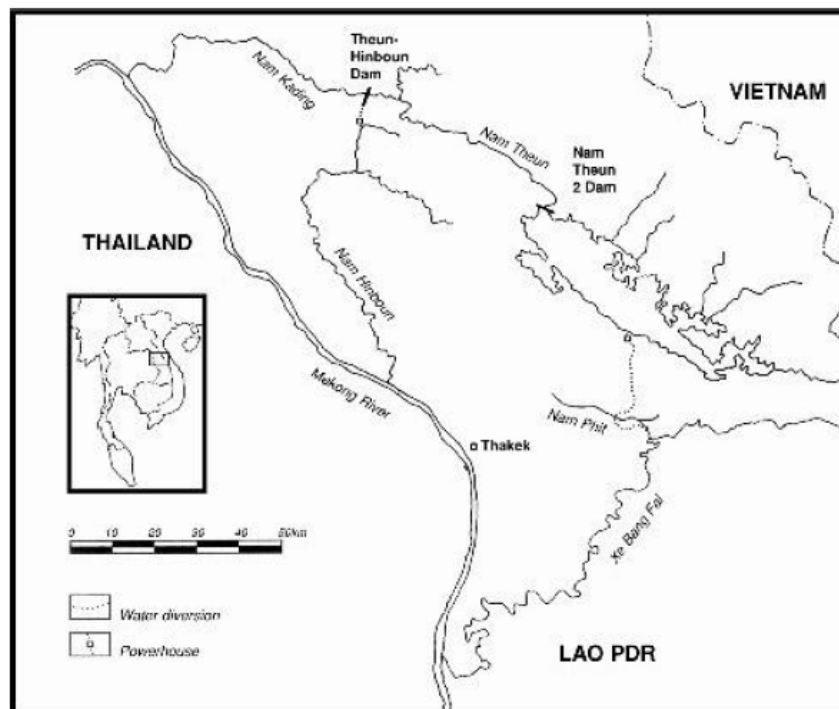 Theun-
Hinboun
Dam
Nam Kading
VIETNAM
Nam Theun
Nam
Theun
2 Dam
THAILAND
Nam Hinboun
Mekong River
Nam Phit
Thakek
Xe Bang Fai
0 10 20 30 40 50km
Water diversion
Powerhouse
LAO PDR